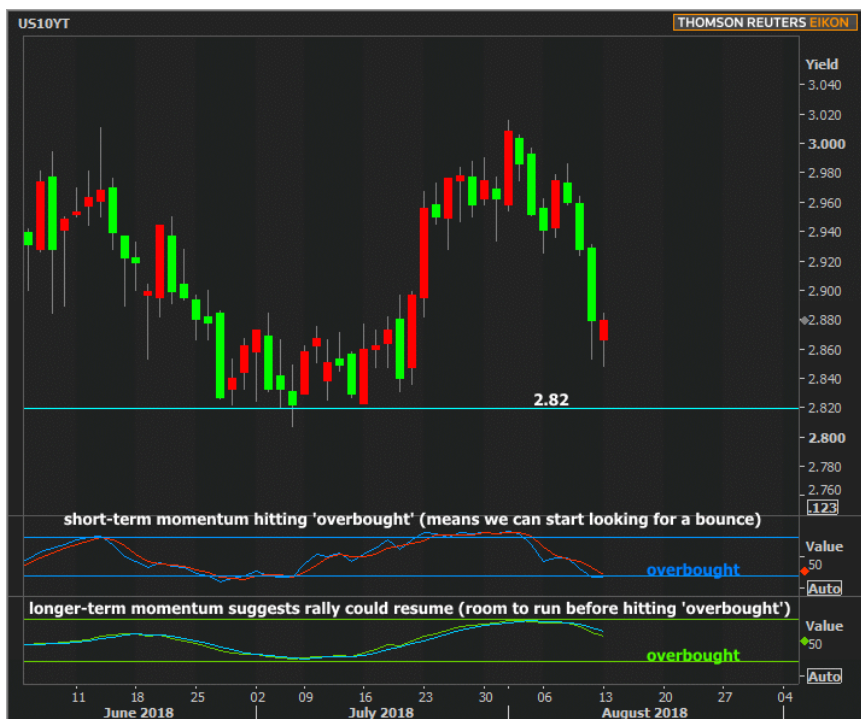 US10YT
THOMSON REUTERS EIKON
Yield
3.040
3.020
3.000
2.980
2.960
2.940
2.920
2.900
2.880
2.860
2.840
2.82
2.820
2.800
2.780
2.760
.123
short-term momentum hitting 'overbought' (means we can start looking for a bounce)
Value
50
overbought
Auto
longer-term momentum suggests rally could resume (room to run before hitting 'overbought')
Value
50
overbought
Auto
11 18 25 02 09 16 23 30 06 13 20 27 04
June 2018 July 2018 August 2018